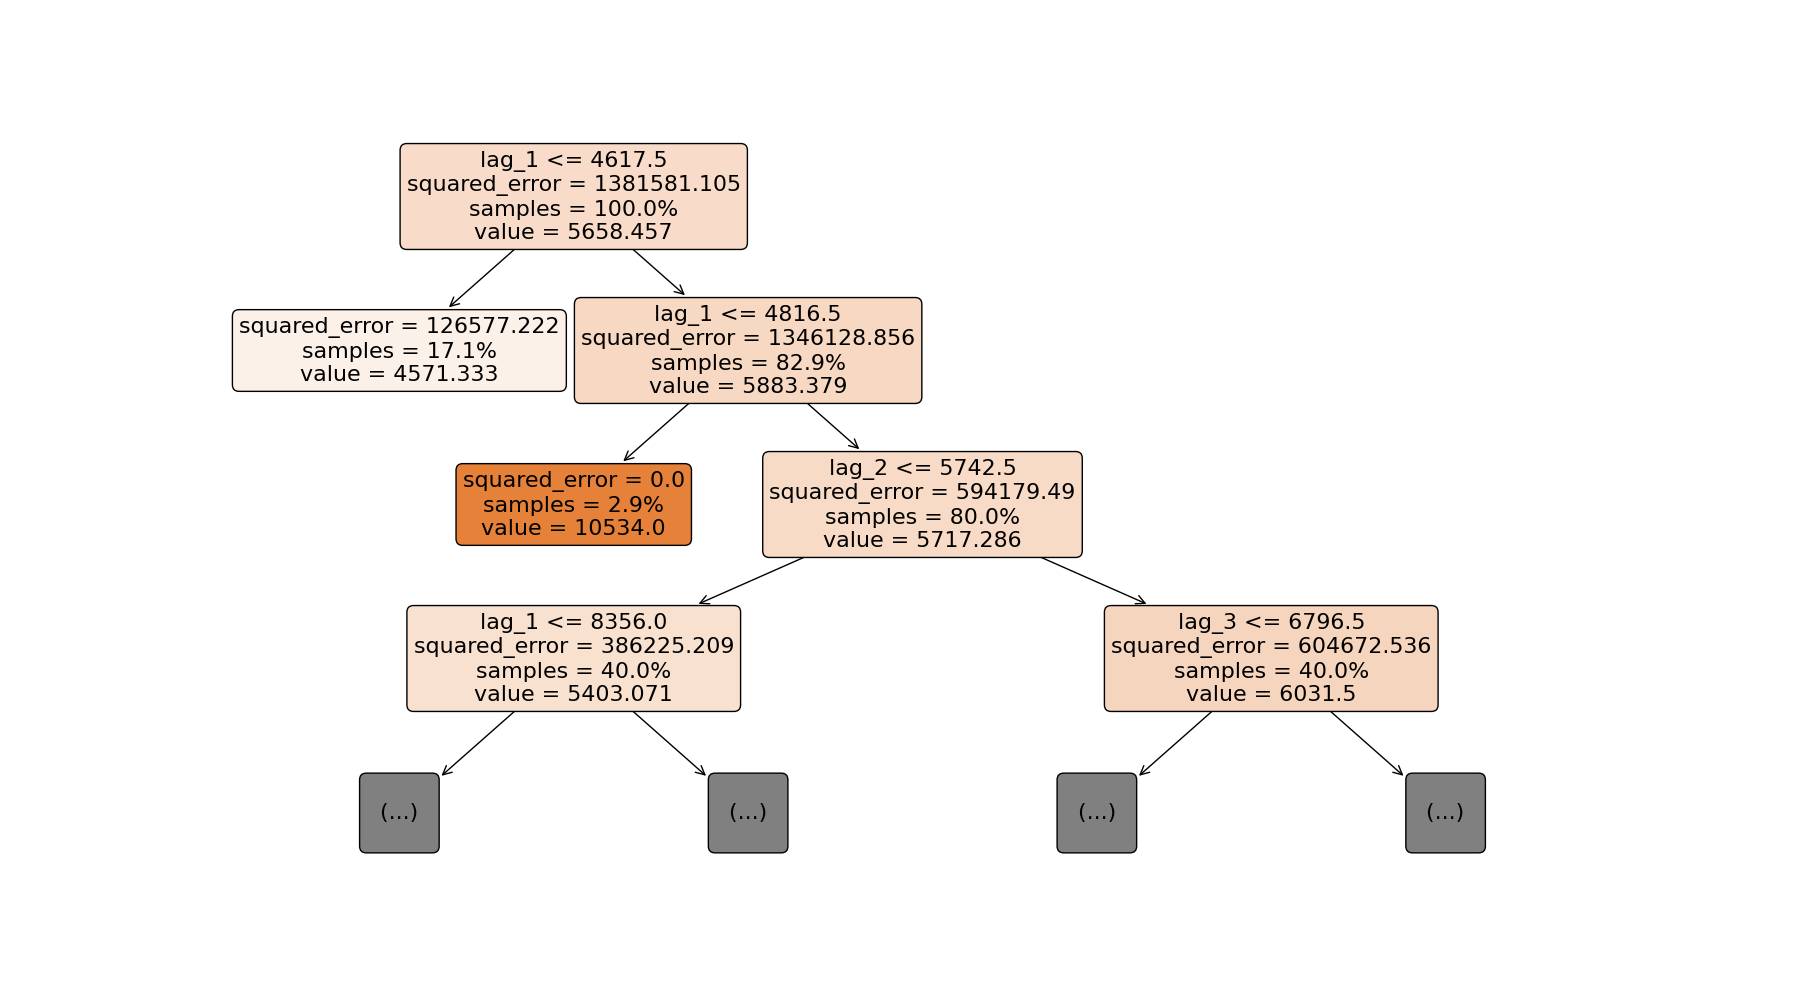 lag_1 <= 4617.5
squared_error = 1381581.105
samples = 100.0%
value = 5658.457
squared_error = 126577.222
samples = 17.1%
value = 4571.333
lag_1 <= 4816.5
squared_error = 1346128.856
samples = 82.9%
value = 5883.379
squared_error = 0.0
samples = 2.9%
value = 10534.0
lag_2 <= 5742.5
squared_error = 594179.49
samples = 80.0%
value = 5717.286
lag_1 <= 8356.0
squared_error = 386225.209
samples = 40.0%
value = 5403.071
lag_3 <= 6796.5
squared_error = 604672.536
samples = 40.0%
value = 6031.5
(...)
(...)
(...)
(...)